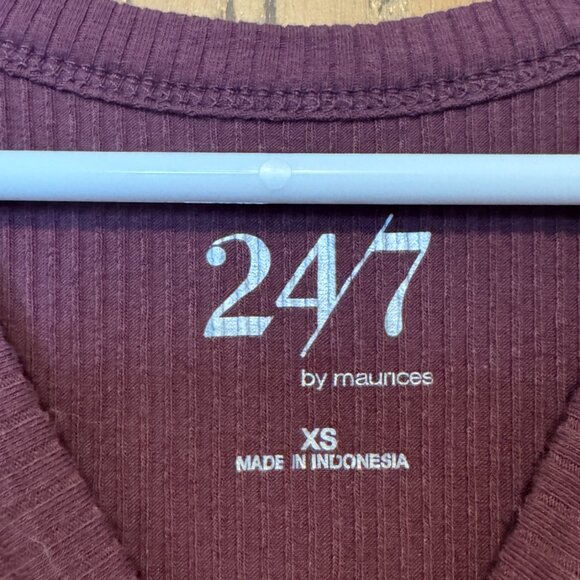 24/7
by maurices
XS
MADE IN INDONESIA